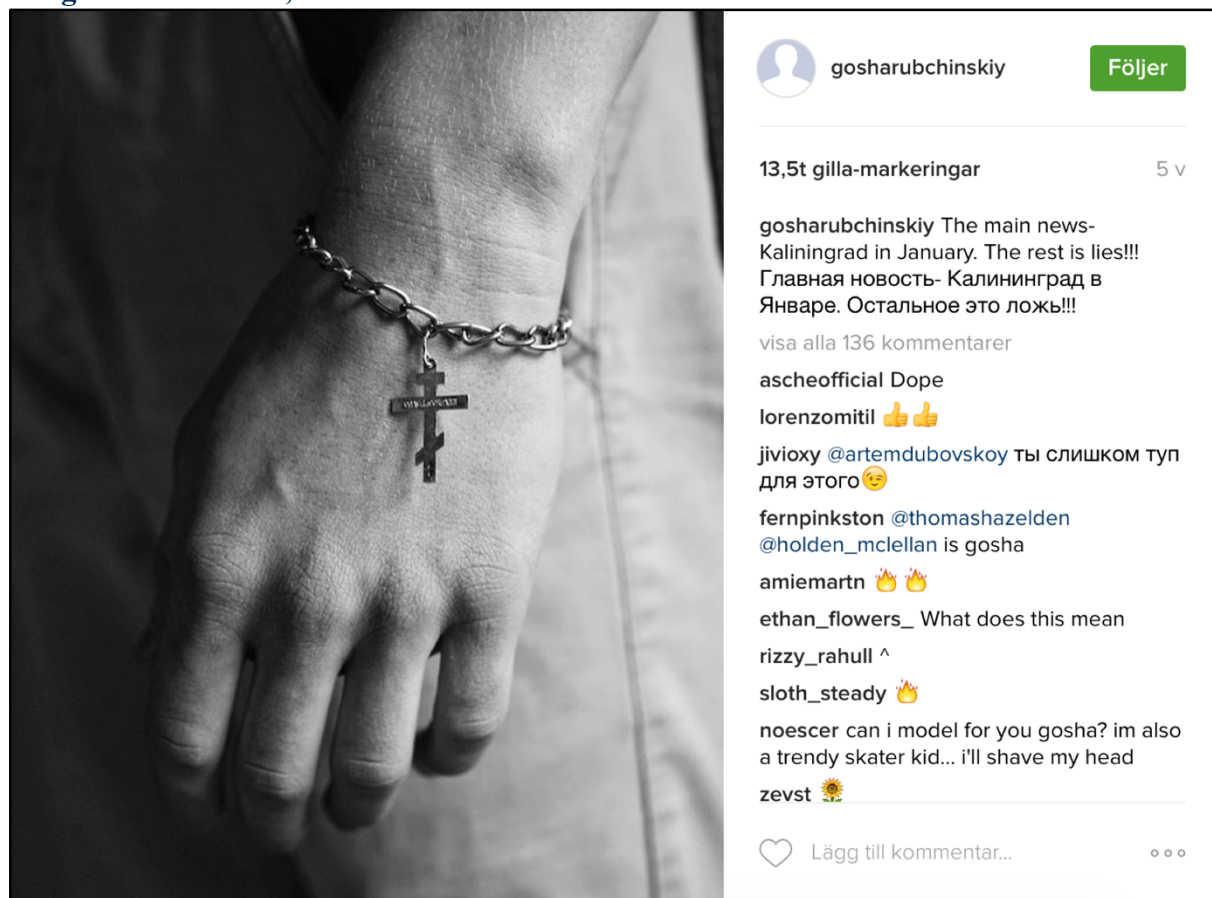 gosharubchinskiy
Följer
13,5t gilla-markeringar 5 v
gosharubchinskiy The main news-
Kaliningrad in January. The rest is lies!!!
Главная новость- Калининград в
Январе. Остальное это ложь!!!
visa alla 136 kommentarer
ascheofficial Dope
lorenzomitil 👍👍
jivioxy @artemdubovskoy ты слишком туп
для этого😉
fernpinkston @thomashazelden
@holden_mclellan is gosha
amiemartn 🔥🔥
ethan_flowers_ What does this mean
rizzy_rahull ^
sloth_steady 🔥
noescer can i model for you gosha? im also
a trendy skater kid... i'll shave my head
zevst 🌻
Lägg till kommentar...